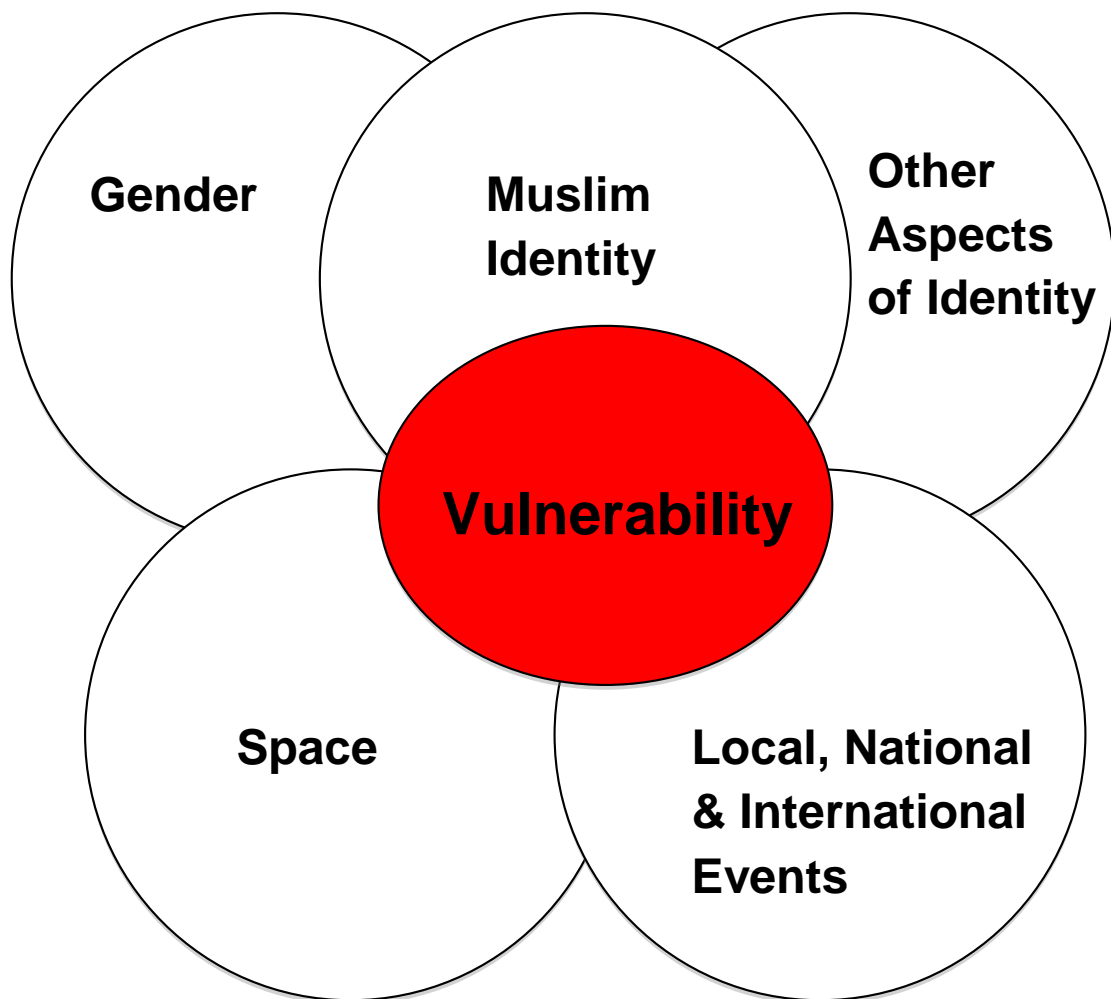 Gender
Muslim
Identity
Other
Aspects
of Identity
Vulnerability
Space
Local, National
& International
Events